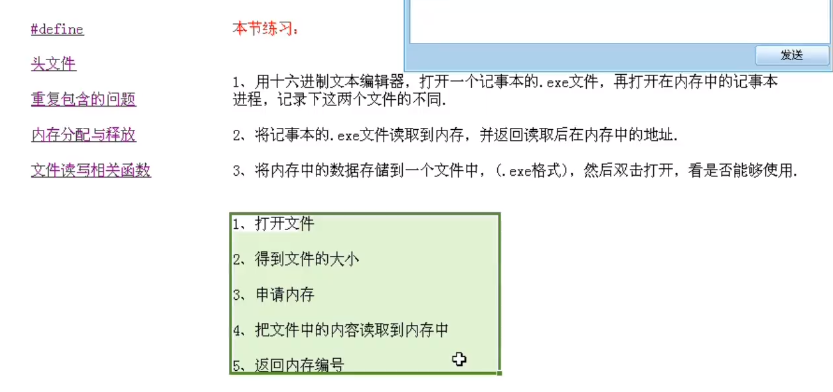 #define
头文件
重复包含的问题
内存分配与释放
文件读写相关函数
本节练习:
发送
1、用十六进制文本编辑器，打开一个记事本的.exe文件，再打开在内存中的记事本
进程，记录下这两个文件的不同.
2、将记事本的.exe文件读取到内存，并返回读取后在内存中的地址.
3、将内存中的数据存储到一个文件中，(.exe格式)，然后双击打开，看是否能够使用.
1、打开文件
2、得到文件的大小
3、申请内存
4、把文件中的内容读取到内存中
5、返回内存编号